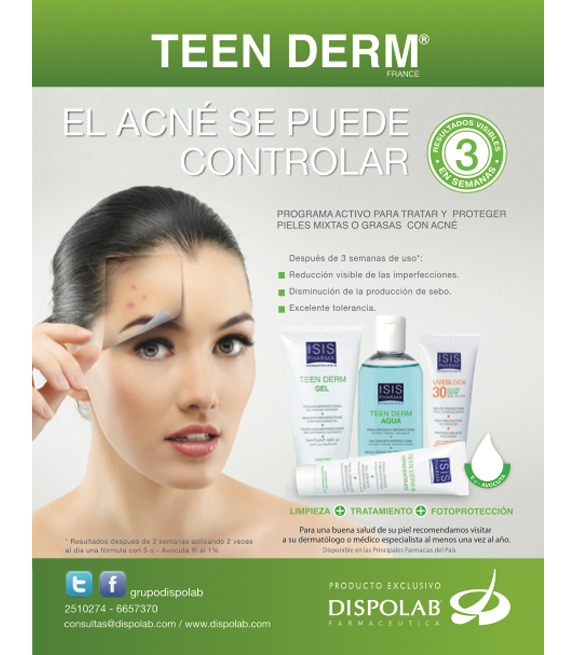 TEEN DERM®
FRANCE
EL ACNÉ SE PUEDE
CONTROLAR
RESULTADOS VISIBLES
3
EN SEMANAS
PROGRAMA ACTIVO PARA TRATAR Y PROTEGER
PIELES MIXTAS O GRASAS CON ACNÉ
Después de 3 semanas de uso*:
Reducción visible de las imperfecciones.
Disminución de la producción de sebo.
Excelente tolerancia.
ISIS
PHARMA
DERMATOLOGIE
TEEN DERM
GEL
ISIS
PHARMA
DERMATOLOGIE
TEEN DERM
AQUA
ISIS
PHARMA
UVEBLOCK
30
TEEN DERM
ISIS
PHARMA
5 α - AVOCUTA
LIMPIEZA + TRATAMIENTO + FOTOPROTECCIÓN
Para una buena salud de su piel recomendamos visitar
a su dermatólogo o médico especialista al menos una vez al año.
Disponible en las Principales Farmacias del País
* Resultados después de 3 semanas aplicando 2 veces
al día una fórmula con 5 α - Avocuta ® al 1%
grupodispolab
2510274 - 6657370
consultas@dispolab.com / www.dispolab.com
PRODUCTO EXCLUSIVO
DISPOLAB®
FARMACEUTICA